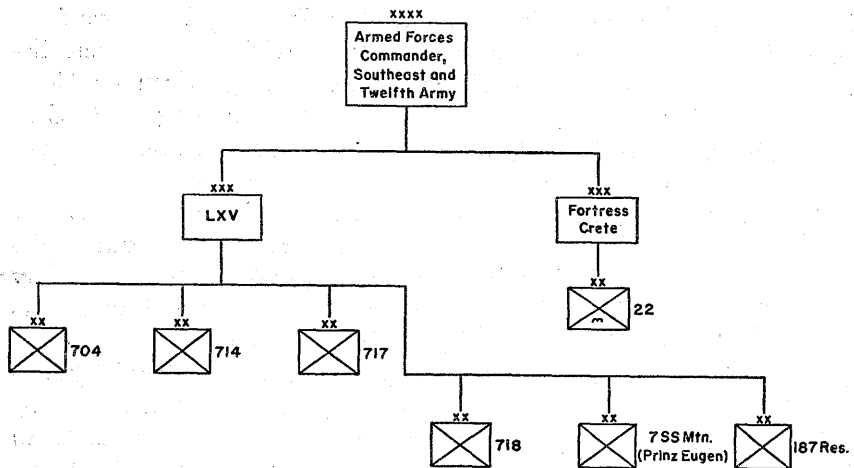 xxxx
Armed Forces
Commander,
Southeast and
Twelfth Army
xxx
LXV
xxx
Fortress
Crete
xx
22
m
xx
704
xx
714
xx
717
xx
718
xx
7 SS Mtn.
(Prinz Eugen)
xx
187 Res.